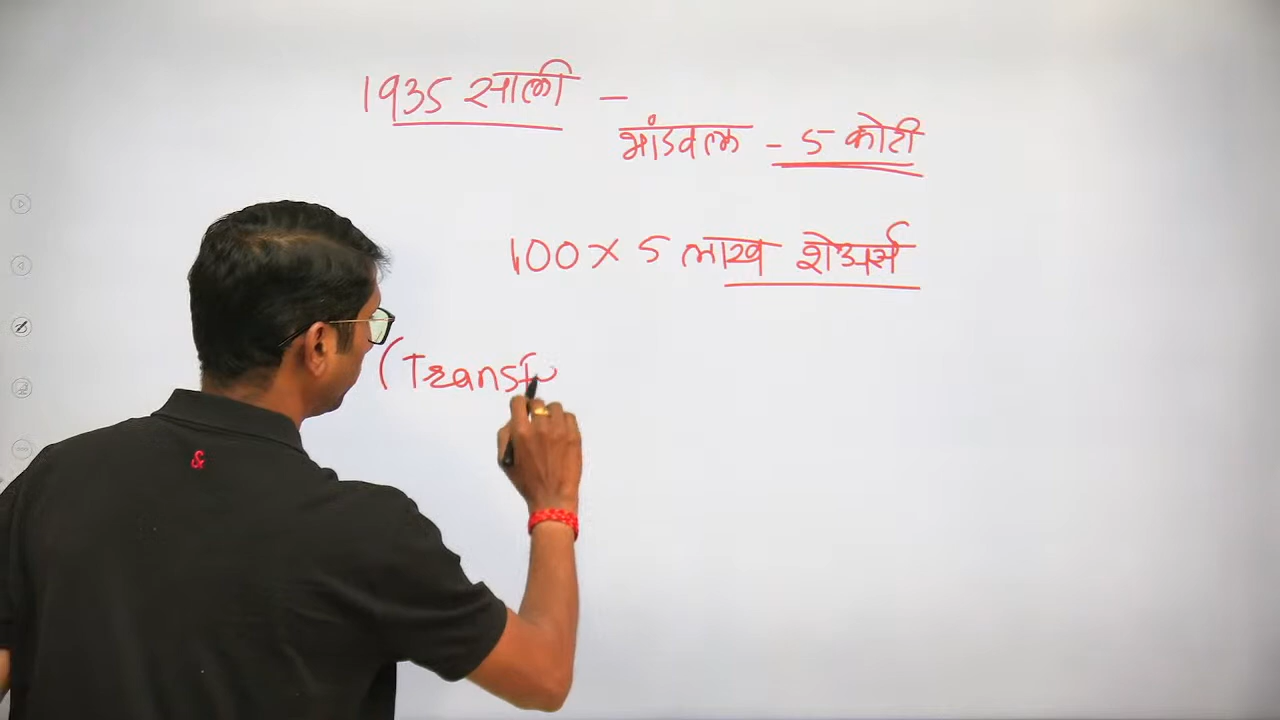 1935 साली -
भांडवल - 5 कोटी
100 x 5 लाख शेअर्स
(Transf